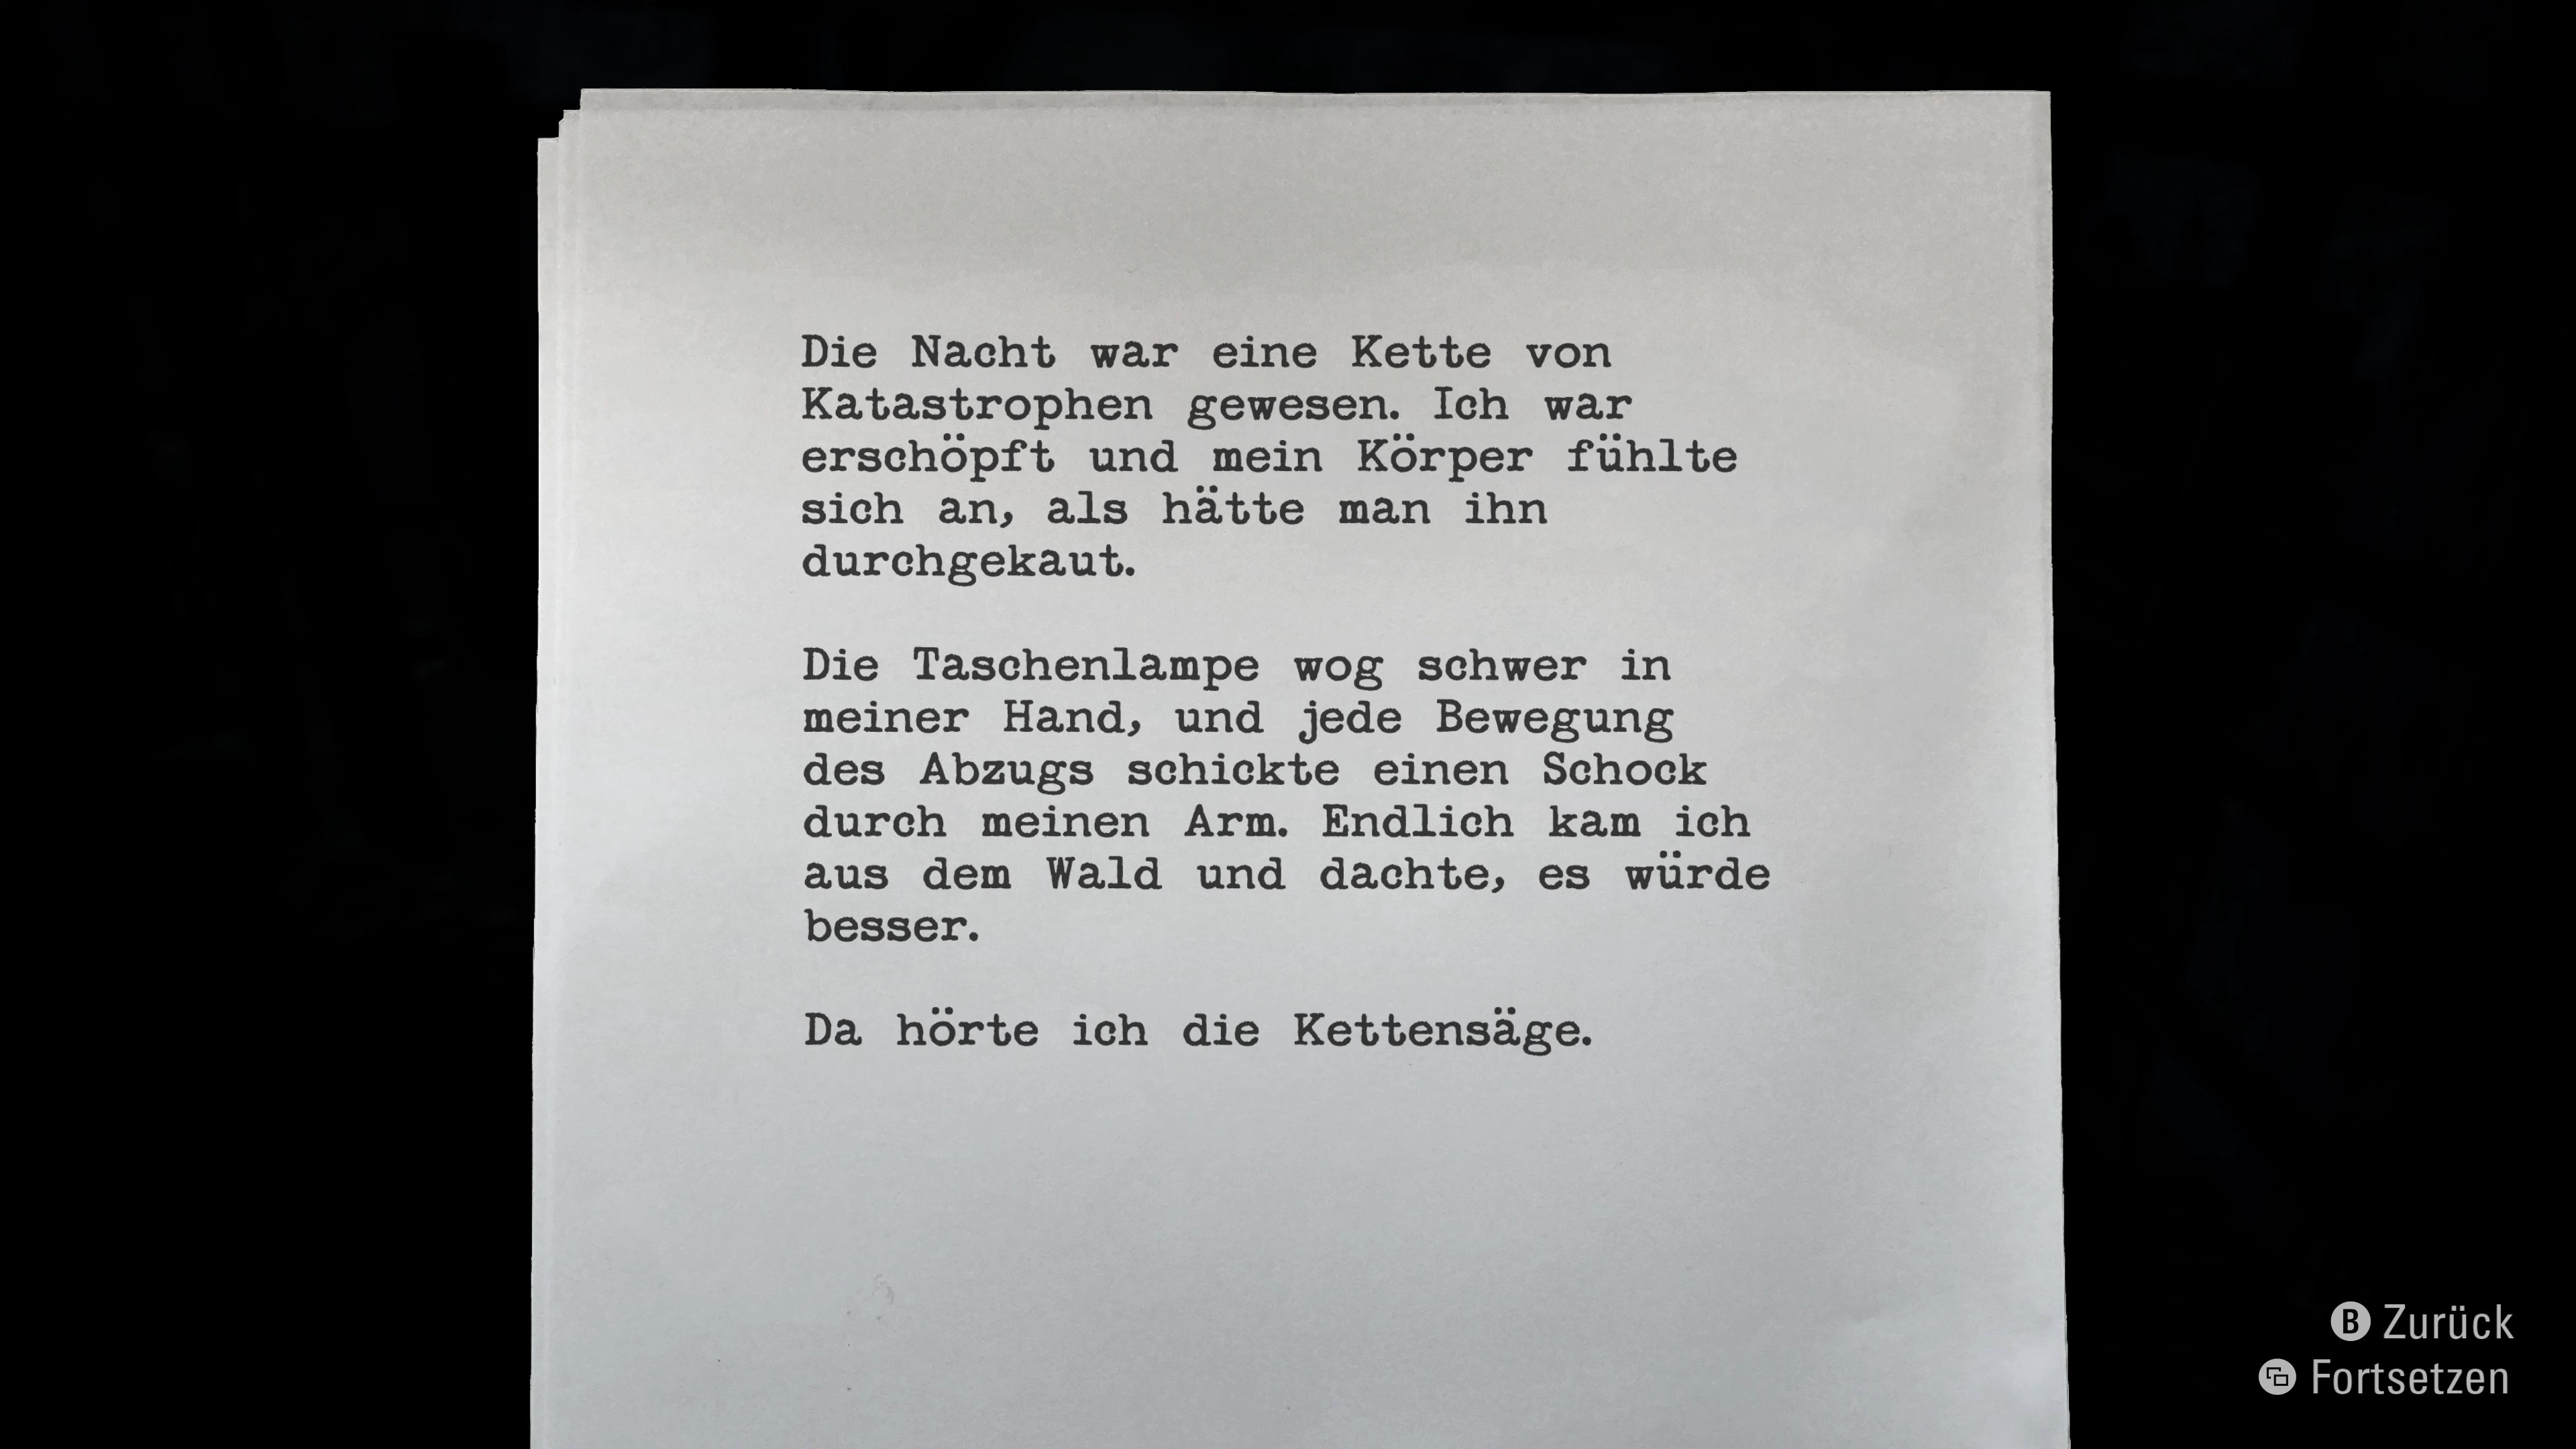 Die Nacht war eine Kette von
Katastrophen gewesen. Ich war
erschöpft und mein Körper fühlte
sich an, als hätte man ihn
durchgekaut.
Die Taschenlampe wog schwer in
meiner Hand, und jede Bewegung
des Abzugs schickte einen Schock
durch meinen Arm. Endlich kam ich
aus dem Wald und dachte, es würde
besser.
Da hörte ich die Kettensäge.
B Zurück
Fortsetzen